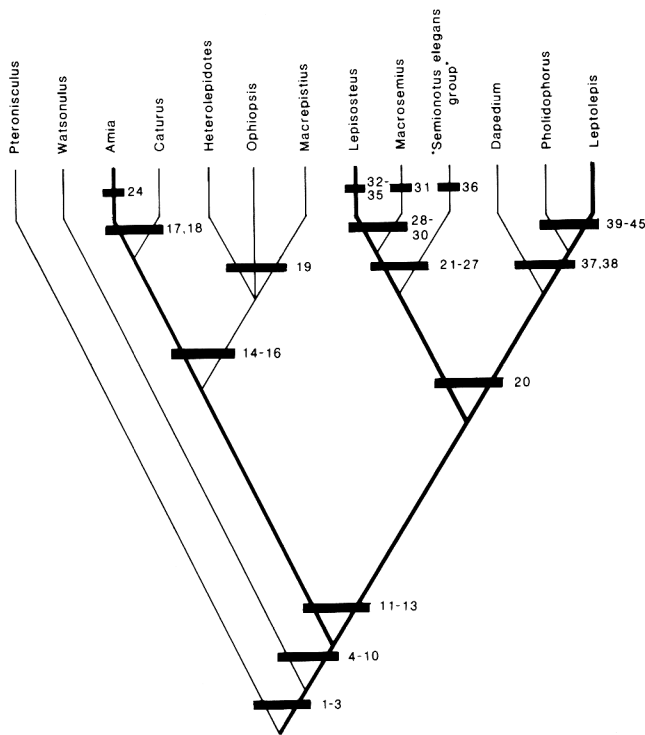 Pteronisculus
Watsonulus
Amia
Caturus
Heterolepidotes
Ophiopsis
Macrepistius
Lepisosteus
Macrosemius
"Semionotus elegans
group"
Dapedium
Pholidophorus
Leptolepis
24
32-
35
31
36
17,18
28-
30
39-45
19
21-27
37,38
14-16
20
11-13
4-10
1-3